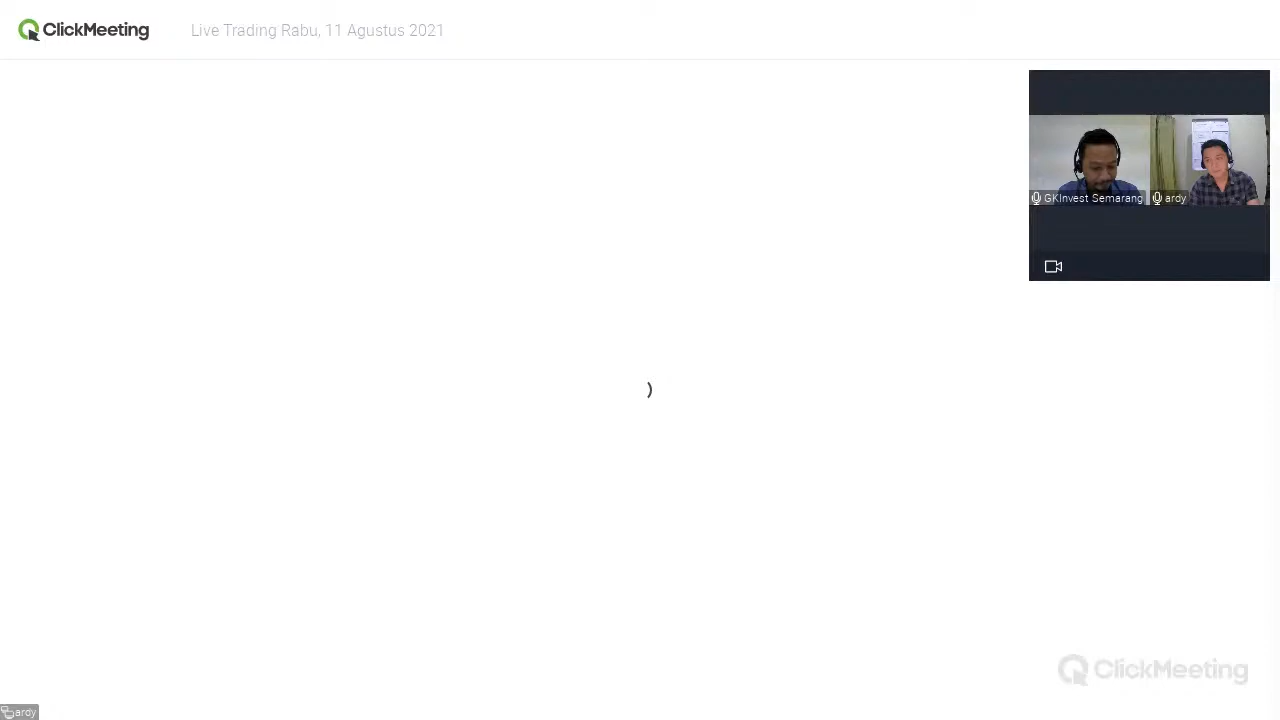 ClickMeeting
Live Trading Rabu, 11 Agustus 2021
GKInvest Semarang
ardy
ClickMeeting
ardy